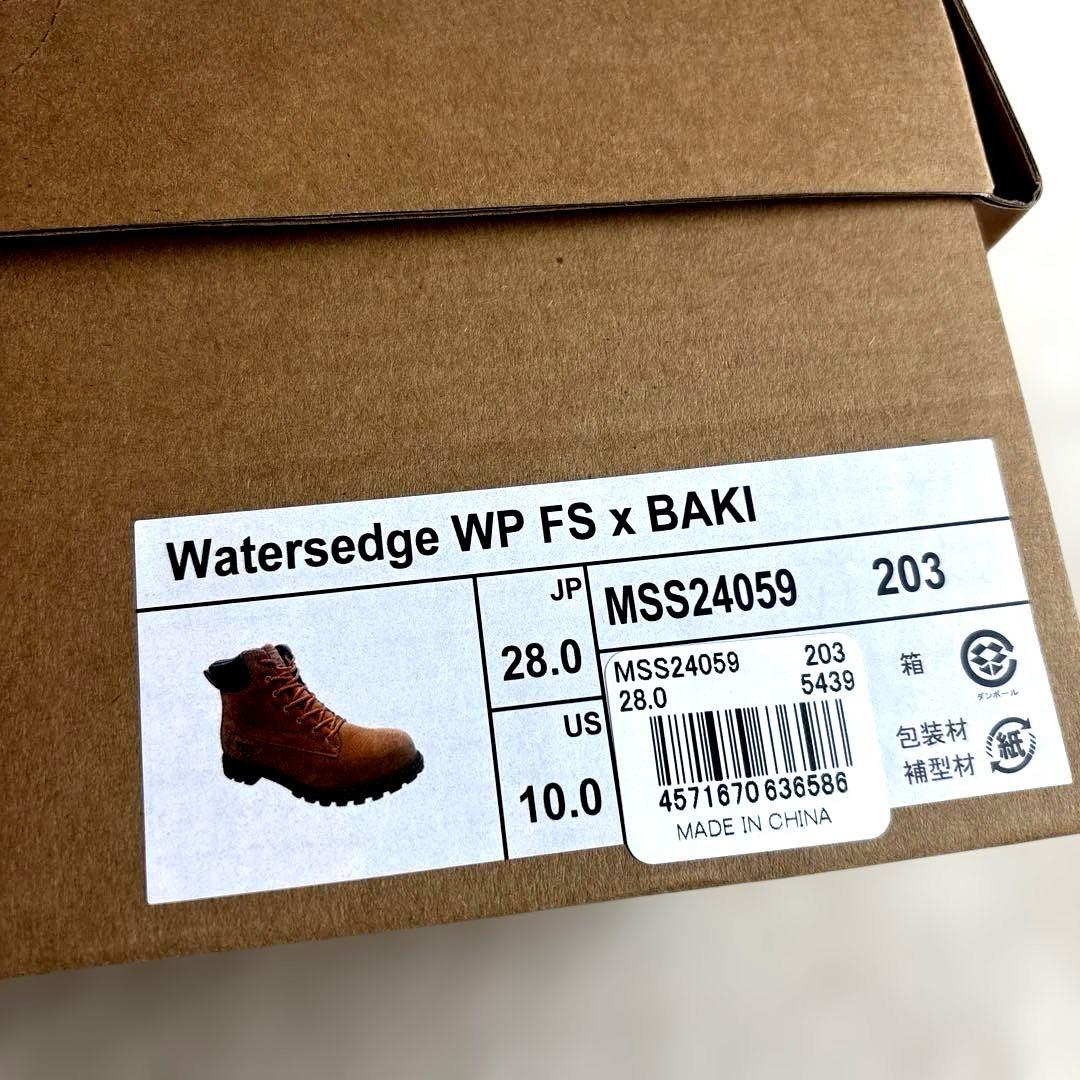 Watersedge WP FS x BAKI
JP
28.0
US
10.0
MSS24059 203
MSS24059 203
28.0 5439
4571670 636586
MADE IN CHINA
箱
ダンボール
包装材
補型材
紙